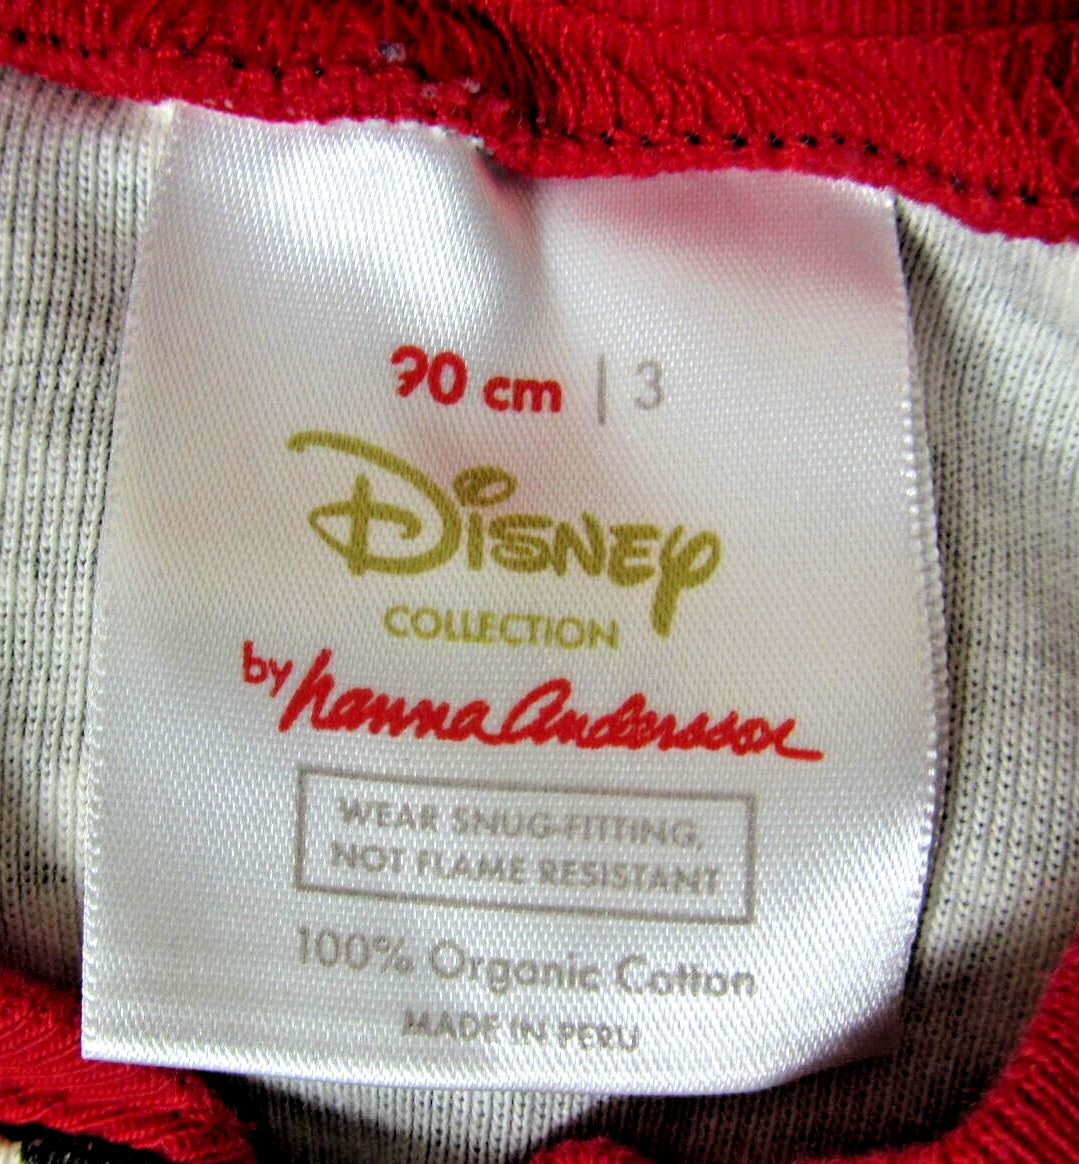 90 cm | 3
Disney
COLLECTION
by hanna andersson
WEAR SNUG-FITTING,
NOT FLAME RESISTANT
100% Organic Cotton
MADE IN PERU